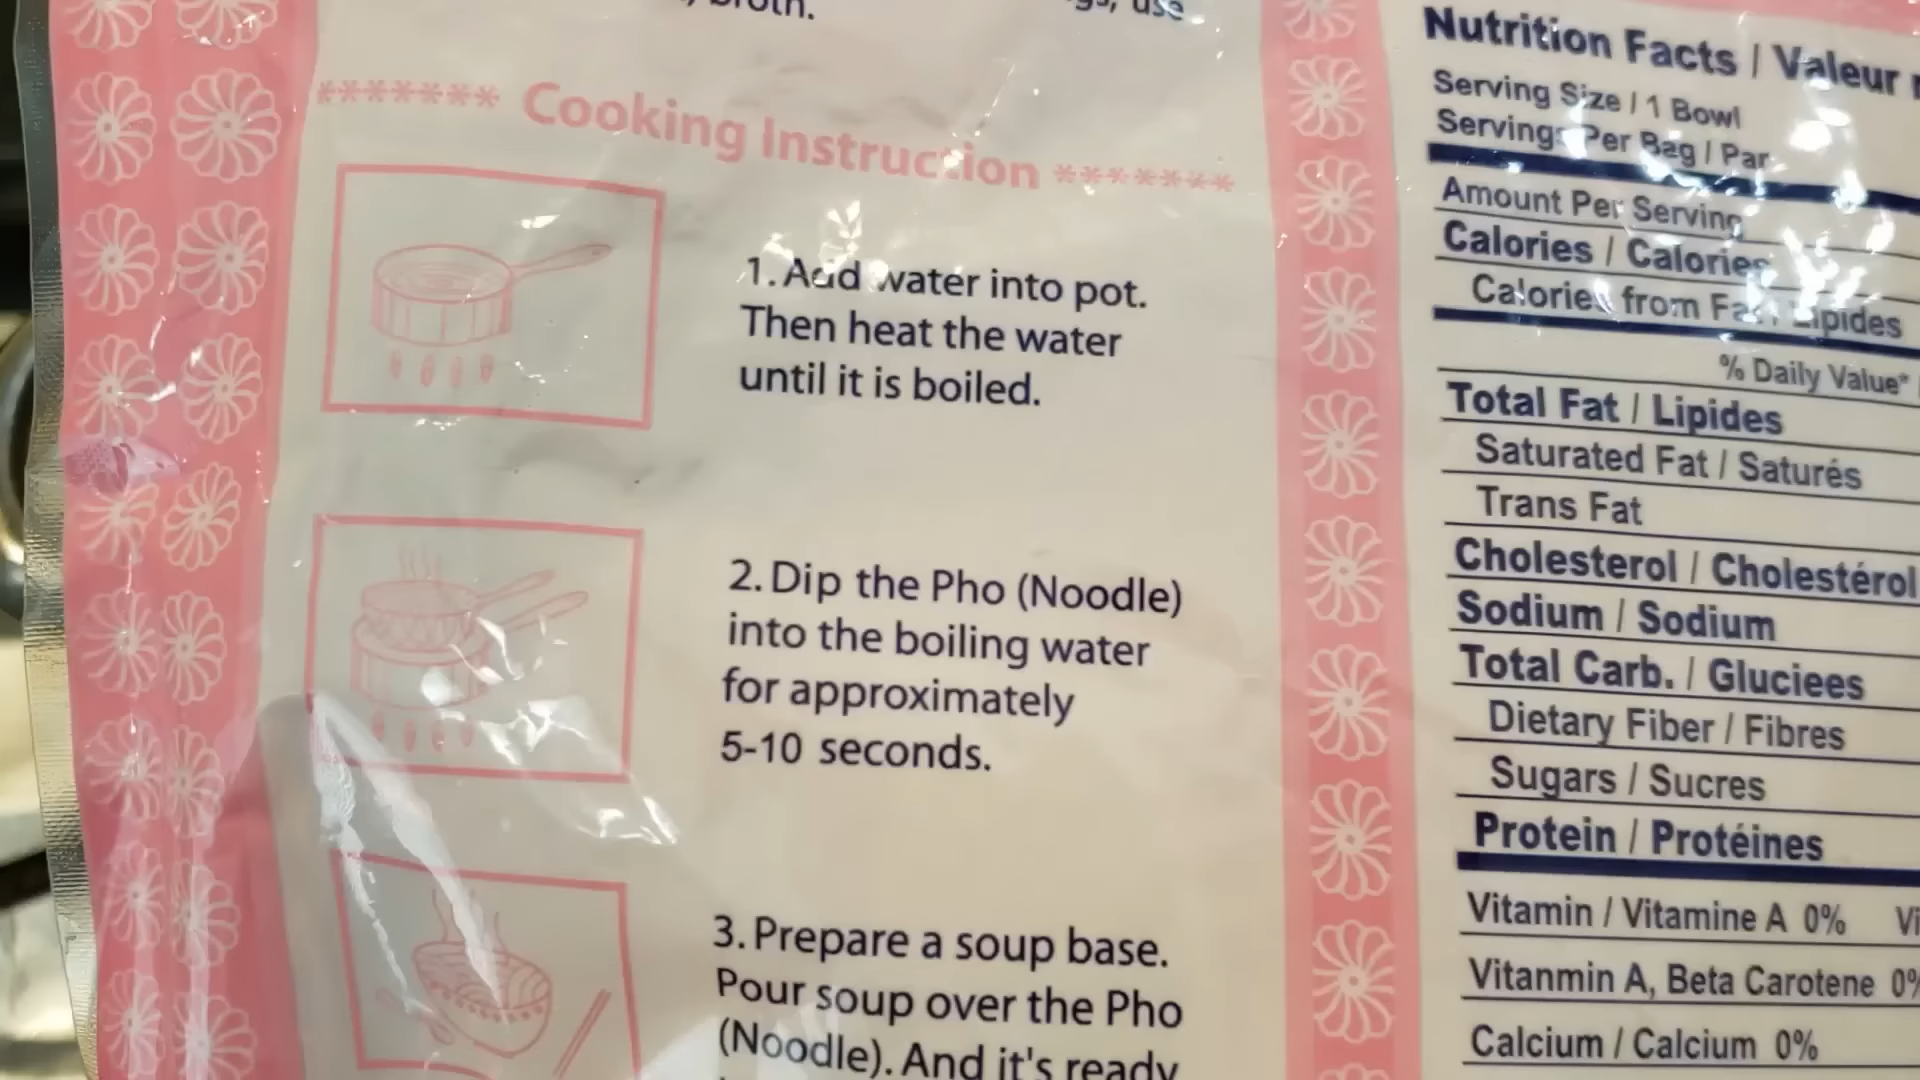 broth.
use
******* Cooking Instruction *******
1. Add water into pot.
Then heat the water
until it is boiled.
2. Dip the Pho (Noodle)
into the boiling water
for approximately
5-10 seconds.
3. Prepare a soup base.
Pour soup over the Pho
(Noodle). And it's ready
Nutrition Facts / Valeur
Serving Size / 1 Bowl
Servings Per Bag / Par
Amount Per Serving
Calories / Calories
Calories from Fat / Lipides
% Daily Value*
Total Fat / Lipides
Saturated Fat / Saturés
Trans Fat
Cholesterol / Cholestérol
Sodium / Sodium
Total Carb. / Gluciees
Dietary Fiber / Fibres
Sugars / Sucres
Protein / Protéines
Vitamin / Vitamine A 0%
Vitanmin A, Beta Carotene 0%
Calcium / Calcium 0%